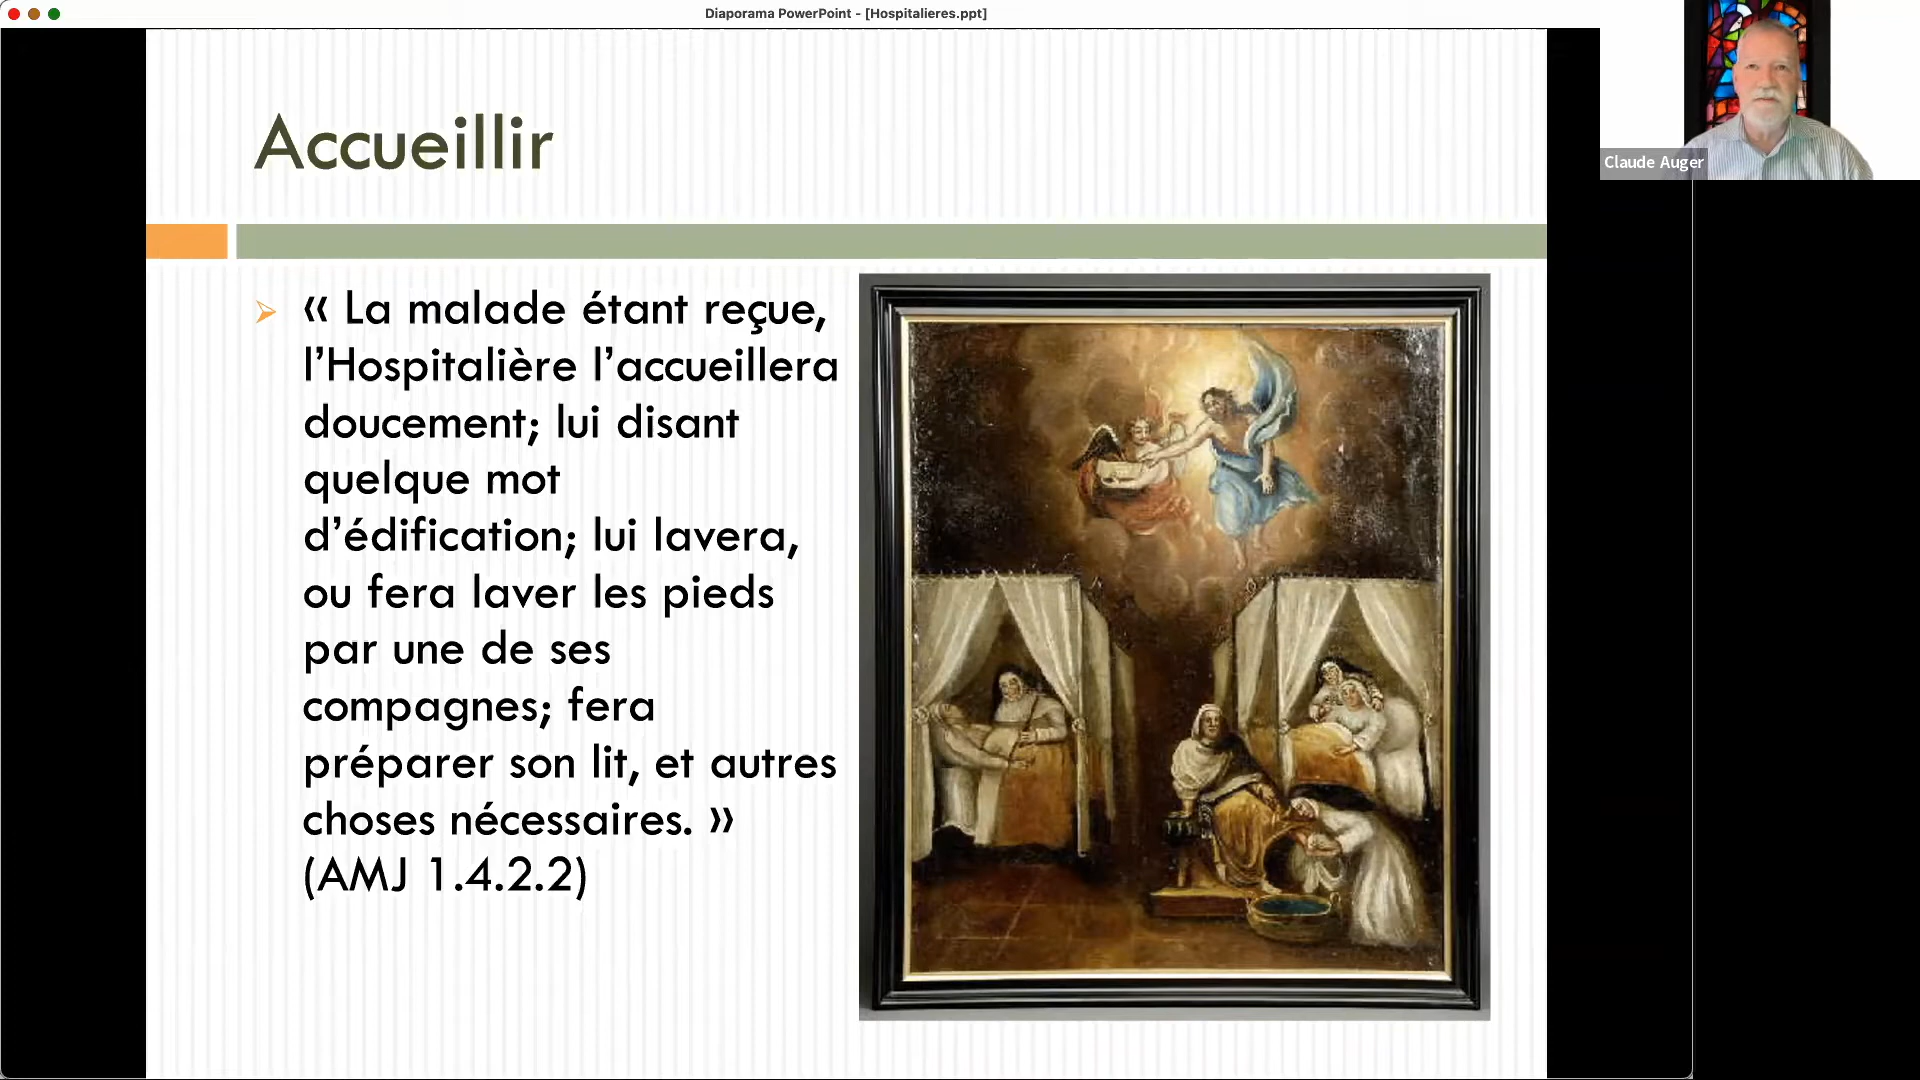 Diaporama PowerPoint - [Hospitalieres.ppt]
Claude Auger
Accueillir
« La malade étant reçue,
l’Hospitalière l’accueillera
doucement; lui disant
quelque mot
d’édification; lui lavera,
ou fera laver les pieds
par une de ses
compagnes; fera
préparer son lit, et autres
choses nécessaires. »
(AMJ 1.4.2.2)